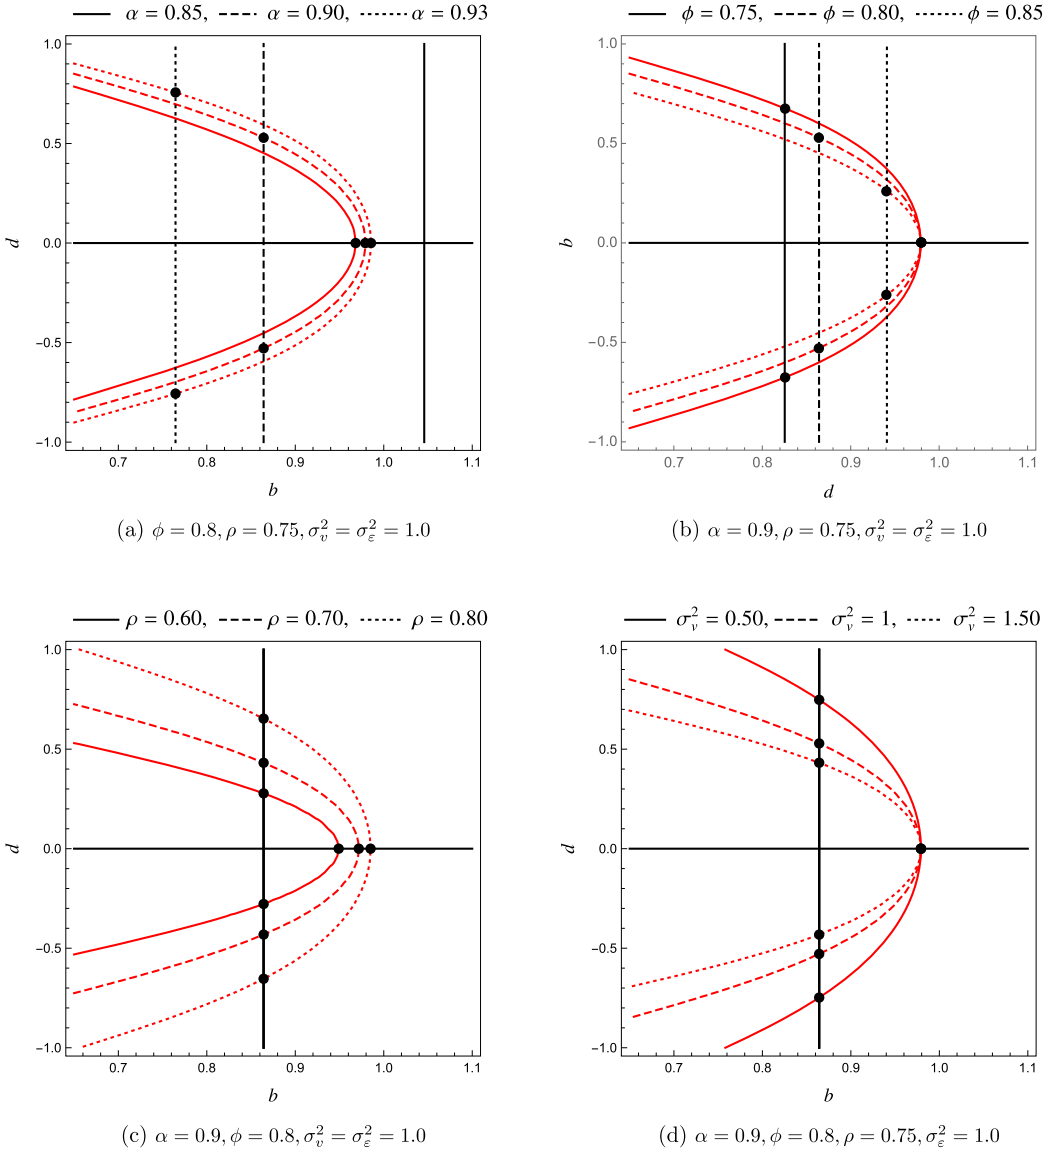 α = 0.85, α = 0.90, α = 0.93
1.0
0.5
0.0
−0.5
−1.0
d
0.7 0.8 0.9 1.0 1.1
b
(a) ϕ = 0.8, ρ = 0.75, σ_v^2 = σ_ε^2 = 1.0
ϕ = 0.75, ϕ = 0.80, ϕ = 0.85
1.0
0.5
0.0
−0.5
−1.0
b
0.7 0.8 0.9 1.0 1.1
d
(b) α = 0.9, ρ = 0.75, σ_v^2 = σ_ε^2 = 1.0
ρ = 0.60, ρ = 0.70, ρ = 0.80
1.0
0.5
0.0
−0.5
−1.0
d
0.7 0.8 0.9 1.0 1.1
b
(c) α = 0.9, ϕ = 0.8, σ_v^2 = σ_ε^2 = 1.0
σ_v^2 = 0.50, σ_v^2 = 1, σ_v^2 = 1.50
1.0
0.5
0.0
−0.5
−1.0
d
0.7 0.8 0.9 1.0 1.1
b
(d) α = 0.9, ϕ = 0.8, ρ = 0.75, σ_ε^2 = 1.0